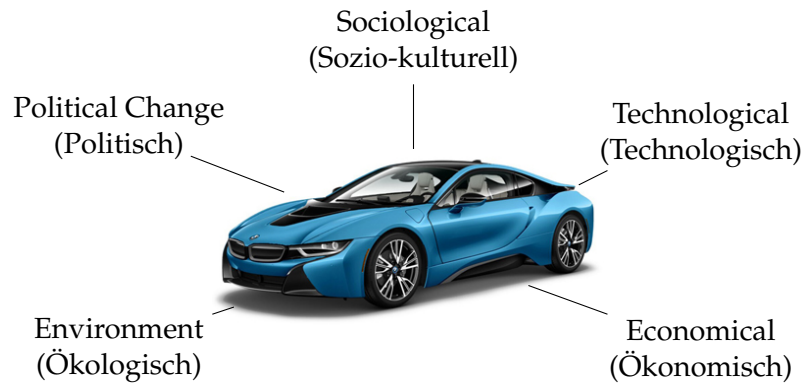 Sociological
(Sozio-kulturell)
Political Change
(Politisch)
Technological
(Technologisch)
Environment
(Ökologisch)
Economical
(Ökonomisch)